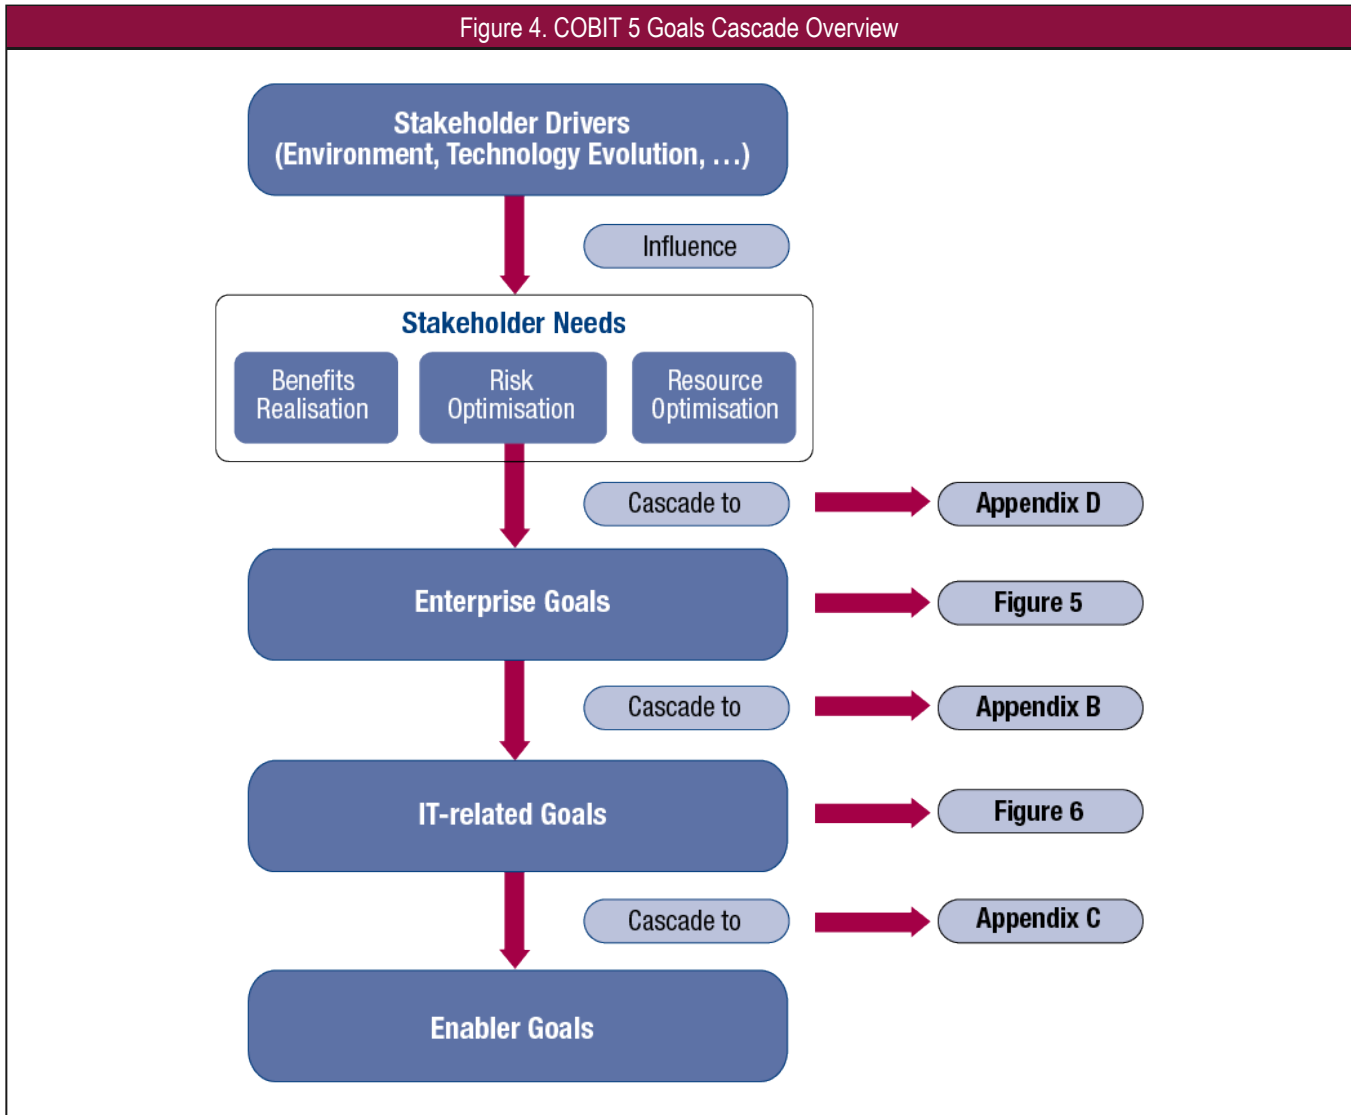 Figure 4. COBIT 5 Goals Cascade Overview
Stakeholder Drivers
(Environment, Technology Evolution, …)
Influence
Stakeholder Needs
Benefits
Realisation
Risk
Optimisation
Resource
Optimisation
Cascade to
Appendix D
Enterprise Goals
Figure 5
Cascade to
Appendix B
IT-related Goals
Figure 6
Cascade to
Appendix C
Enabler Goals